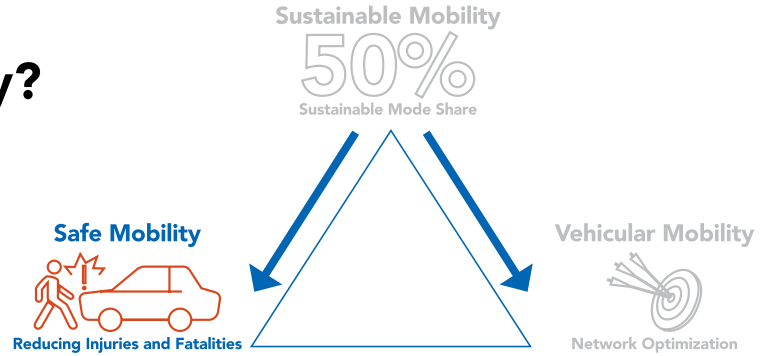 Sustainable Mobility
50%
Sustainable Mode Share
y?
Safe Mobility
!
Reducing Injuries and Fatalities
Vehicular Mobility
Network Optimization